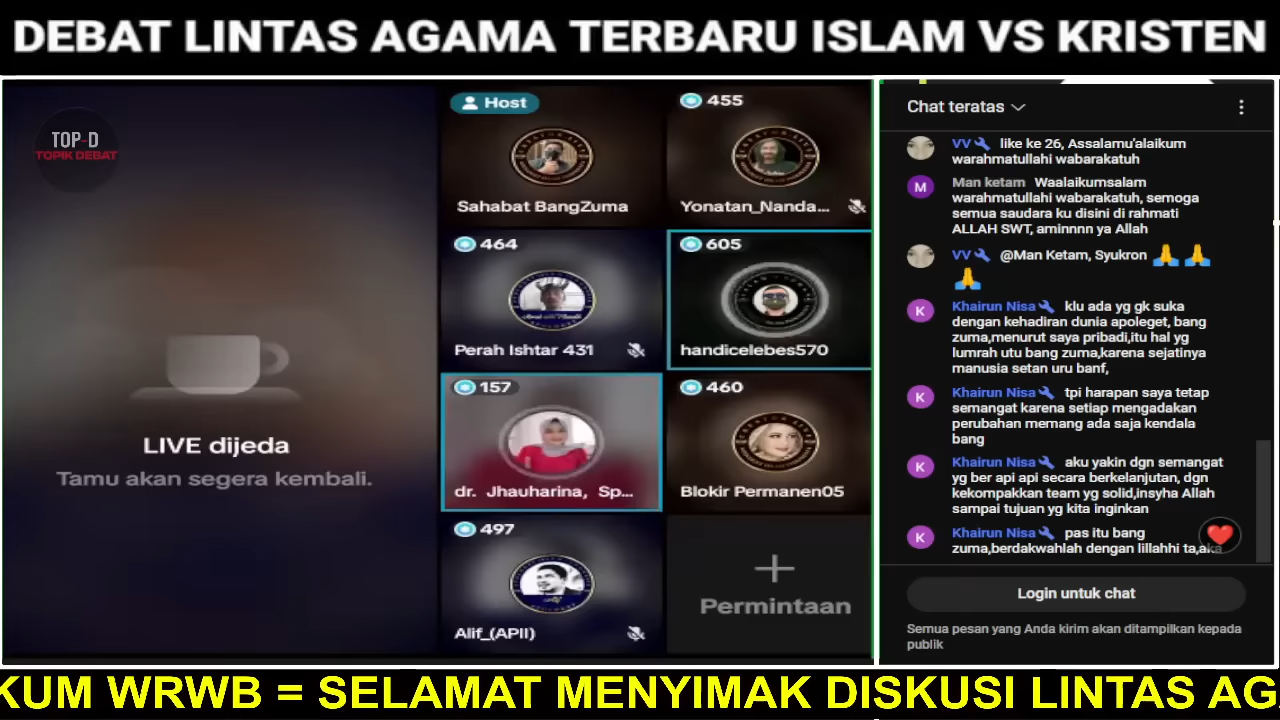 DEBAT LINTAS AGAMA TERBARU ISLAM VS KRISTEN
TOP-D
TOPIK DEBAT
LIVE dijeda
Tamu akan segera kembali.
Host
Sahabat BangZuma
455
Yonatan_Nanda...
464
Perah Ishtar 431
605
handicelebes570
157
dr. Jhauharina, Sp...
460
Blokir Permanen05
497
Alif_(APII)
Permintaan
Chat teratas
VV like ke 26, Assalamu'alaikum
warahmatullahi wabarakatuh
M
Man ketam Waalaikumsalam
warahmatullahi wabarakatuh, semoga
semua saudara ku disini di rahmati
ALLAH SWT, aminnnn ya Allah
VV @Man Ketam, Syukron 🙏 🙏
🙏
K
Khairun Nisa klu ada yg gk suka
dengan kehadiran dunia apoleget, bang
zuma,menurut saya pribadi,itu hal yg
lumrah utu bang zuma,karena sejatinya
manusia setan uru banf,
K
Khairun Nisa tpi harapan saya tetap
semangat karena setiap mengadakan
perubahan memang ada saja kendala
bang
K
Khairun Nisa aku yakin dgn semangat
yg ber api api secara berkelanjutan, dgn
kekompakkan team yg solid,insyha Allah
sampai tujuan yg kita inginkan
K
Khairun Nisa pas itu bang
zuma,berdakwahlah dengan lillahhi ta,aka
Login untuk chat
Semua pesan yang Anda kirim akan ditampilkan kepada
publik
KUM WRWB = SELAMAT MENYIMAK DISKUSI LINTAS AG